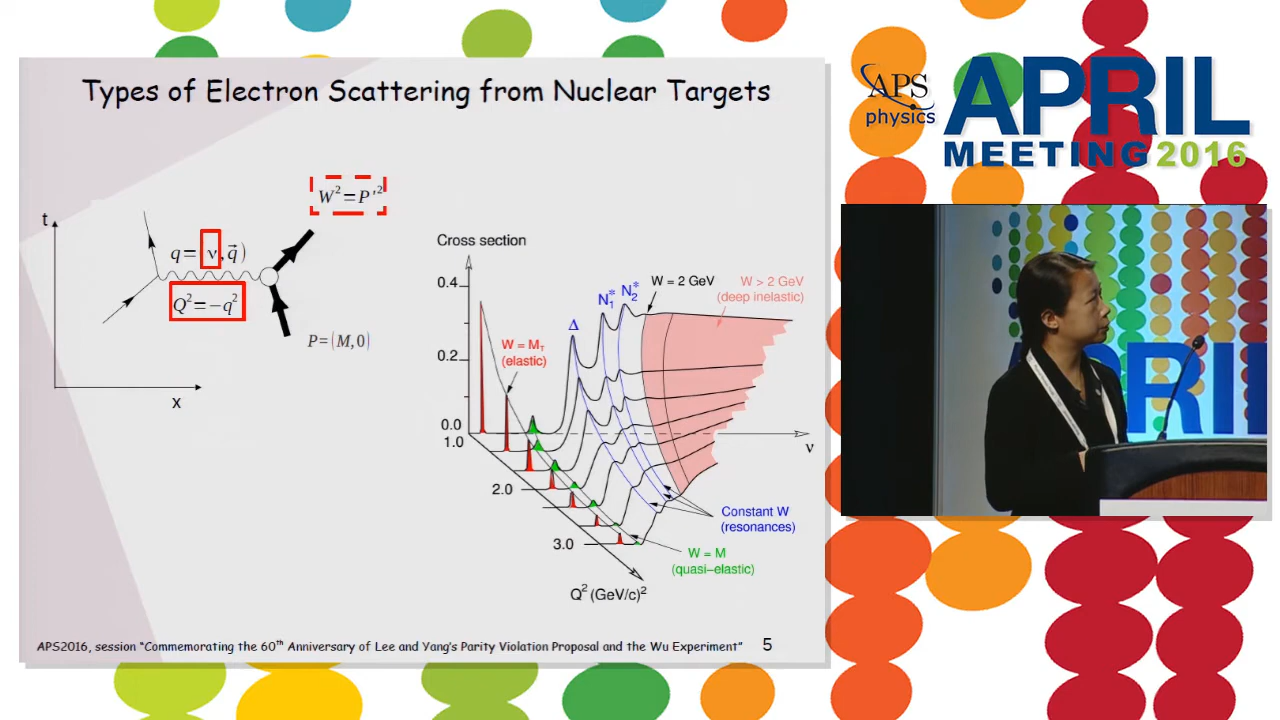 Types of Electron Scattering from Nuclear Targets
APS
physics
APRIL
MEETING 2016
W²=P'²
t
q=(ν,q⃗)
Q²=−q²
P=(M,0)
x
Cross section
0.4
0.2
0.0
1.0
2.0
3.0
W = M_T
(elastic)
Δ
N₁*
N₂*
W = 2 GeV
W > 2 GeV
(deep inelastic)
ν
Constant W
(resonances)
W = M
(quasi−elastic)
Q² (GeV/c)²
APS2016, session "Commemorating the 60th Anniversary of Lee and Yang's Parity Violation Proposal and the Wu Experiment"
5
APRIL